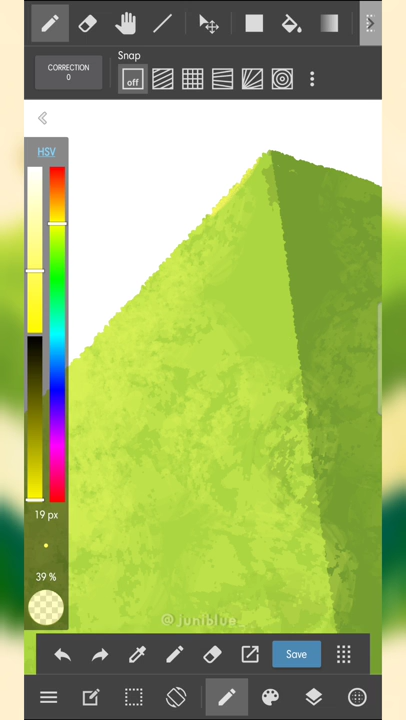 Snap
CORRECTION
0
off
HSV
19 px
39 %
@juniblue_
Save